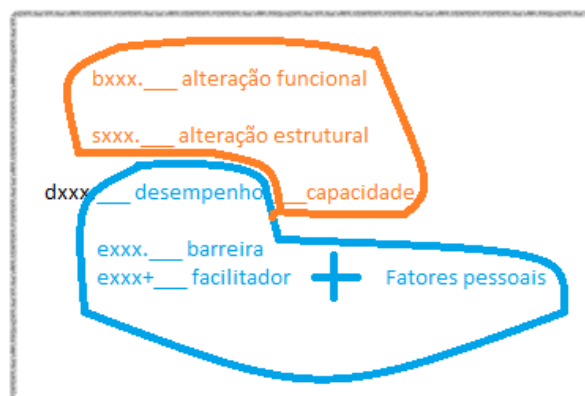 bxxx.___ alteração funcional
sxxx.___ alteração estrutural
dxxx.___ desempenho ___capacidade
exxx.___ barreira
exxx+___ facilitador + Fatores pessoais